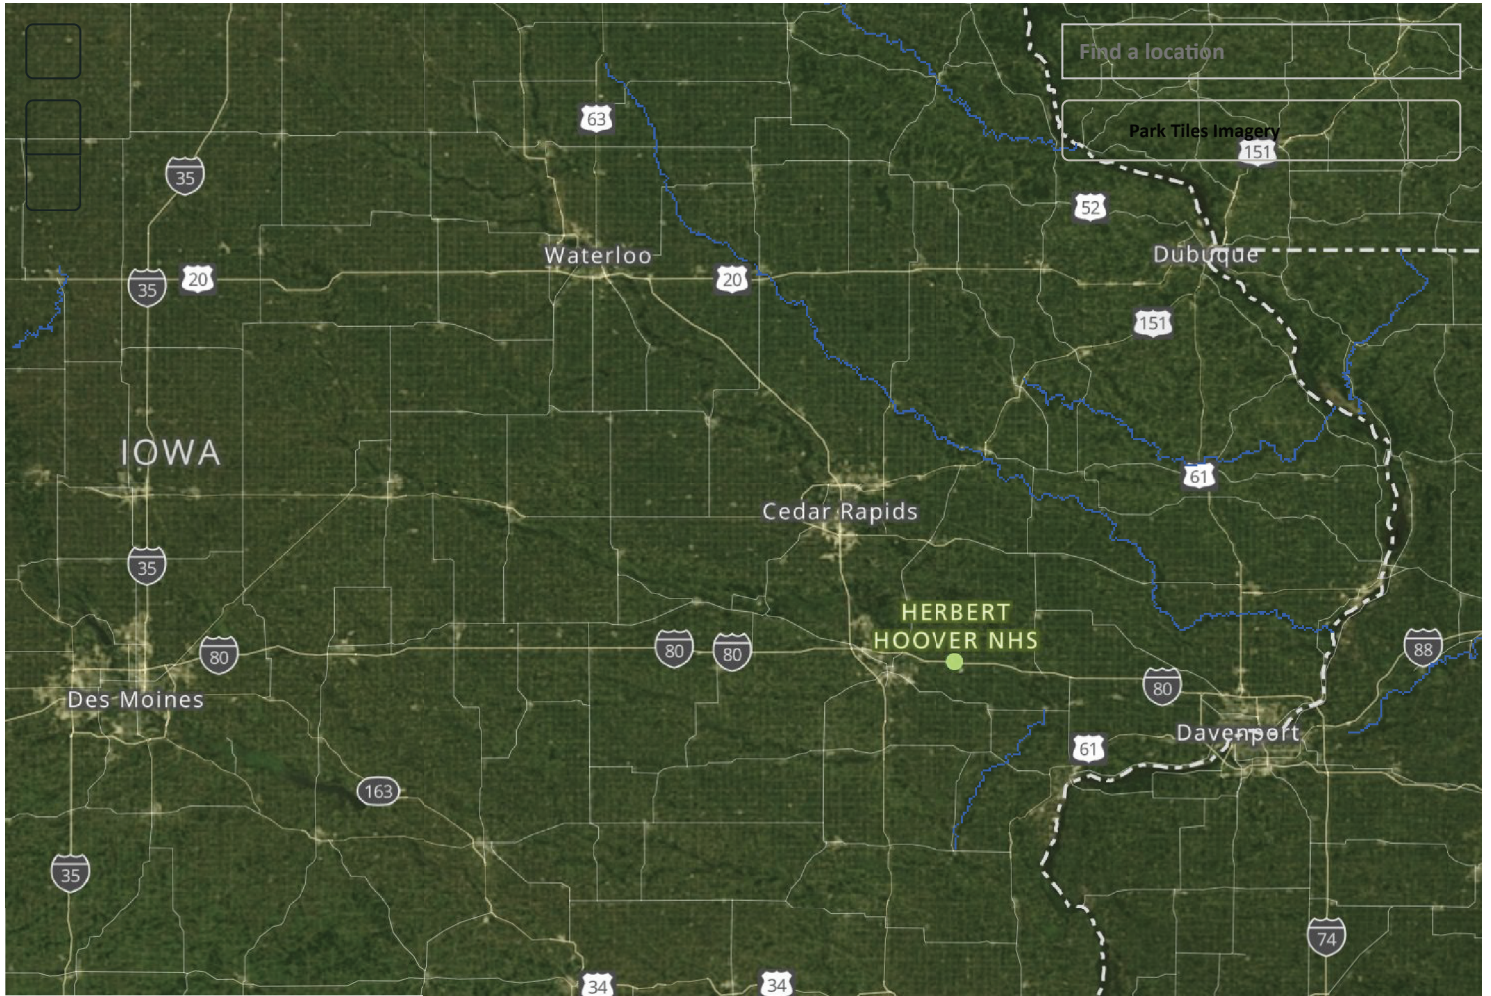 Find a location
63
Park Tiles Imagery
151
35
52
Waterloo
Dubuque
35
20
20
151
IOWA
61
Cedar Rapids
35
HERBERT
HOOVER NHS
80
80
80
88
80
Des Moines
Davenport
61
163
35
74
34
34